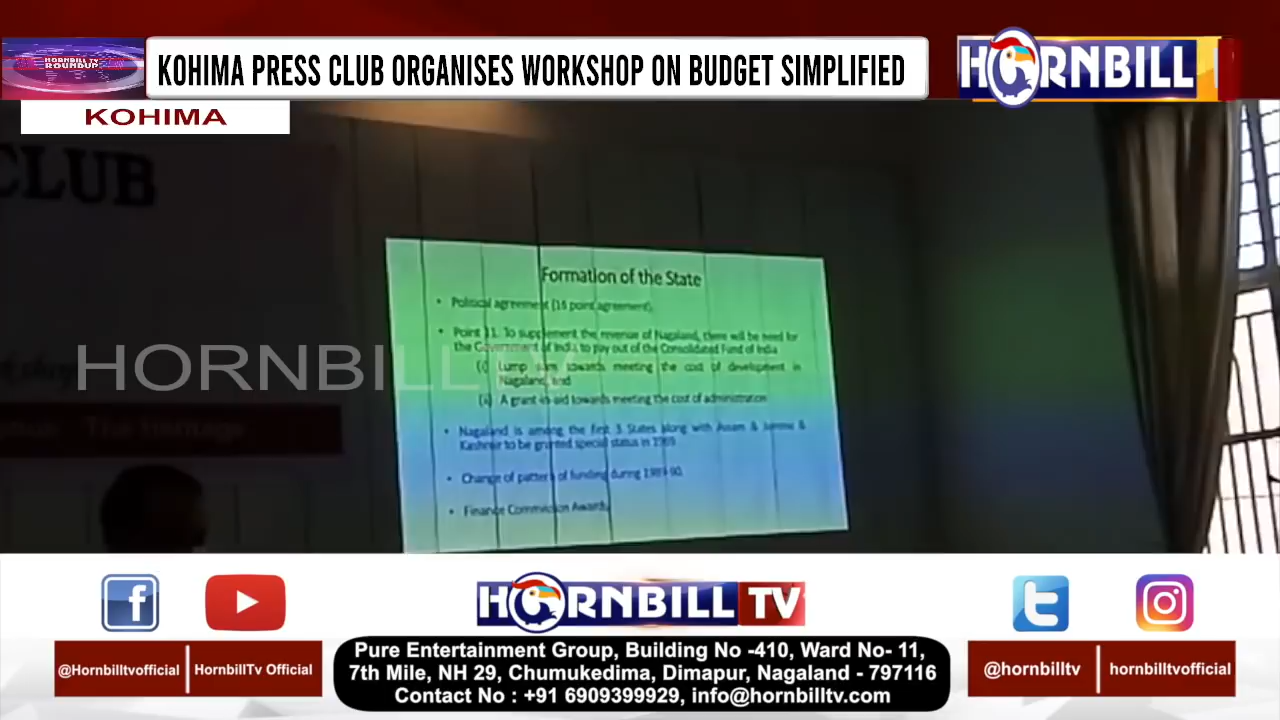 HORNBILL TV
ROUNDUP
KOHIMA PRESS CLUB ORGANISES WORKSHOP ON BUDGET SIMPLIFIED
HORNBILL
KOHIMA
CLUB
Formation of the State
• Political agreement (16 point agreement)
• Point 11. To supplement the revenue of Nagaland, there will be need for
the Government of India to pay out of the Consolidated Fund of India
(i) Lump sum towards meeting the cost of development in
Nagaland, and
(ii) A grant-in-aid towards meeting the cost of administration
• Nagaland is among the first 3 States along with Assam & Jammu &
Kashmir to be granted special status in 1969
• Change of pattern of funding during 1989-90
• Finance Commission Awards
HORNBILL TV
The Heritage
HORNBILL TV
@Hornbilltvofficial
HornbillTv Official
Pure Entertainment Group, Building No -410, Ward No- 11,
7th Mile, NH 29, Chumukedima, Dimapur, Nagaland - 797116
Contact No : +91 6909399929, info@hornbilltv.com
@hornbilltv
hornbilltvofficial